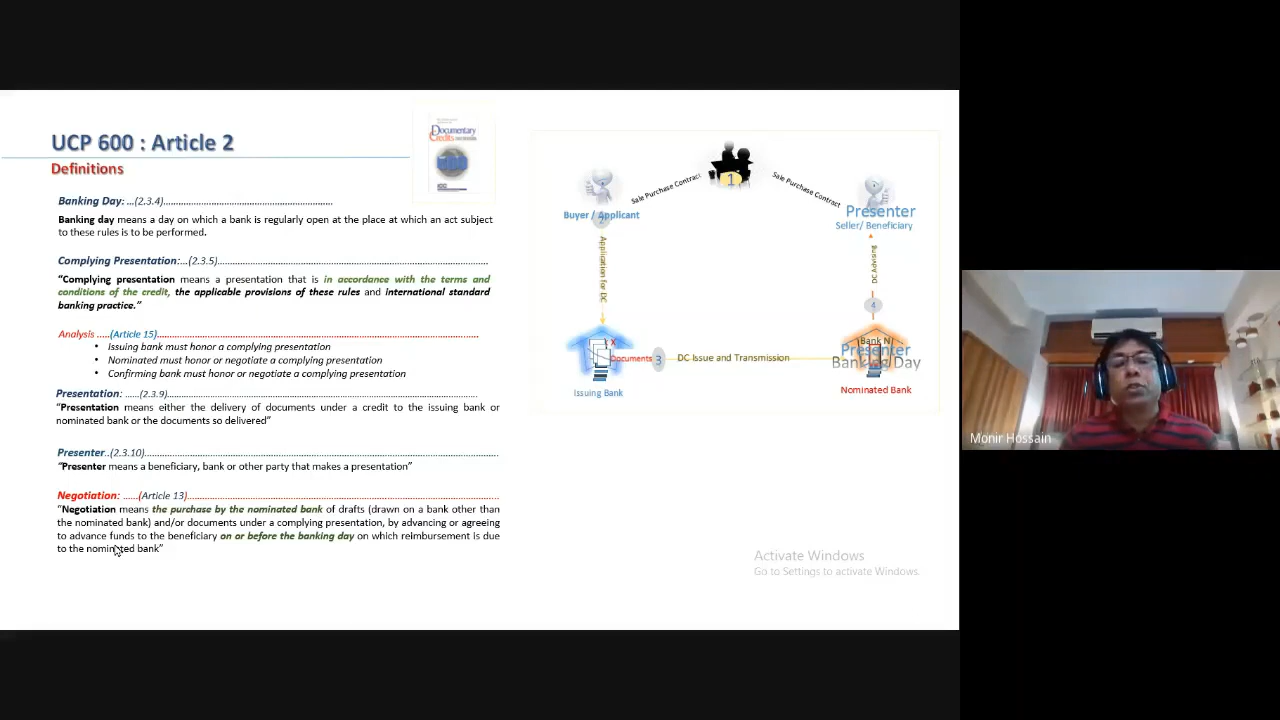 UCP 600 : Article 2
Definitions
Documentary
Credits
Banking Day: ...(2.3.4)......................................................................
Banking day means a day on which a bank is regularly open at the place at which an act subject
to these rules is to be performed.
Complying Presentation:...(2.3.5)......................................................................
“Complying presentation means a presentation that is in accordance with the terms and
conditions of the credit, the applicable provisions of these rules and international standard
banking practice.”
Analysis .....(Article 15)......................................................................
• Issuing bank must honor a complying presentation
• Nominated must honor or negotiate a complying presentation
• Confirming bank must honor or negotiate a complying presentation
Presentation: ......(2.3.9)......................................................................
“Presentation means either the delivery of documents under a credit to the issuing bank or
nominated bank or the documents so delivered”
Presenter..(2.3.10)......................................................................
“Presenter means a beneficiary, bank or other party that makes a presentation”
Negotiation: ......(Article 13)......................................................................
“Negotiation means the purchase by the nominated bank of drafts (drawn on a bank other than
the nominated bank) and/or documents under a complying presentation, by advancing or agreeing
to advance funds to the beneficiary on or before the banking day on which reimbursement is due
to the nominated bank”
1
Sale Purchase Contract
Sale Purchase Contract
Buyer / Applicant
2
Presenter
Seller/ Beneficiary
Application for DC
DC Advising
4
Documents
3
DC Issue and Transmission
(Bank N)
Presenter
Banking Day
Issuing Bank
Nominated Bank
Activate Windows
Go to Settings to activate Windows.
Monir Hossain